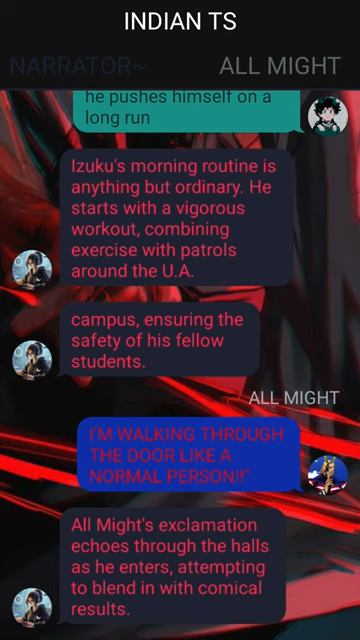 INDIAN TS
NARRATOR~ ALL MIGHT
he pushes himself on a
long run
Izuku's morning routine is
anything but ordinary. He
starts with a vigorous
workout, combining
exercise with patrols
around the U.A.
campus, ensuring the
safety of his fellow
students.
ALL MIGHT
I'M WALKING THROUGH
THE DOOR LIKE A
NORMAL PERSON!!"
All Might's exclamation
echoes through the halls
as he enters, attempting
to blend in with comical
results.